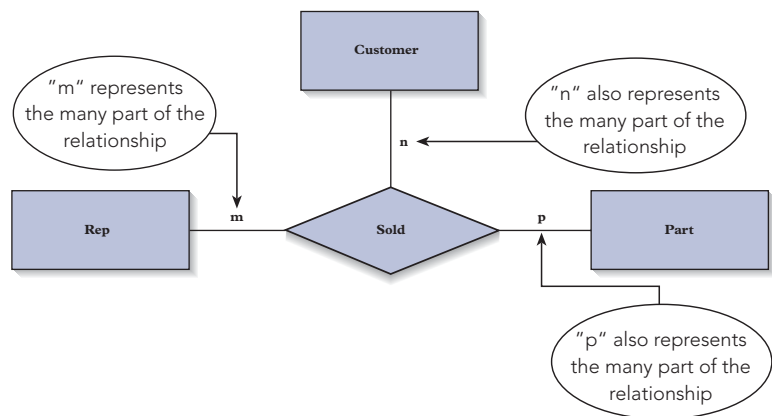 Customer
"m" represents
the many part of the
relationship
"n" also represents
the many part of the
relationship
n
m
p
Rep
Sold
Part
"p" also represents
the many part of the
relationship